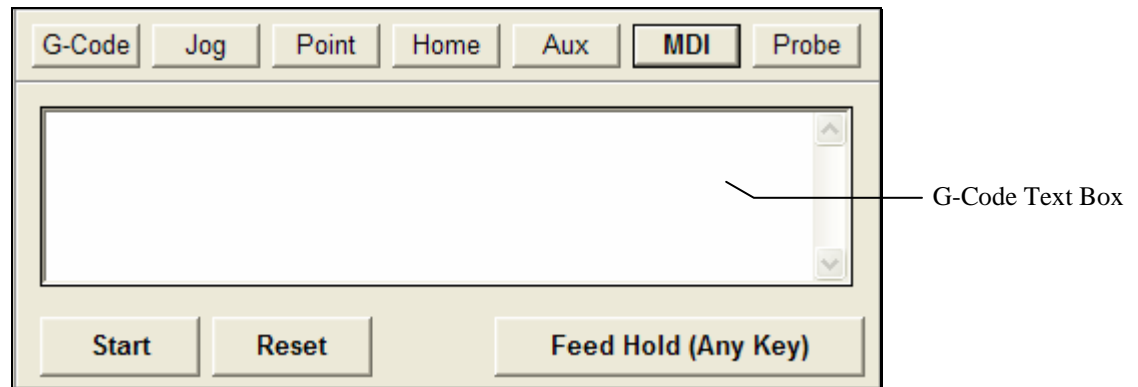 G-Code Jog Point Home Aux MDI Probe
G-Code Text Box
Start Reset Feed Hold (Any Key)